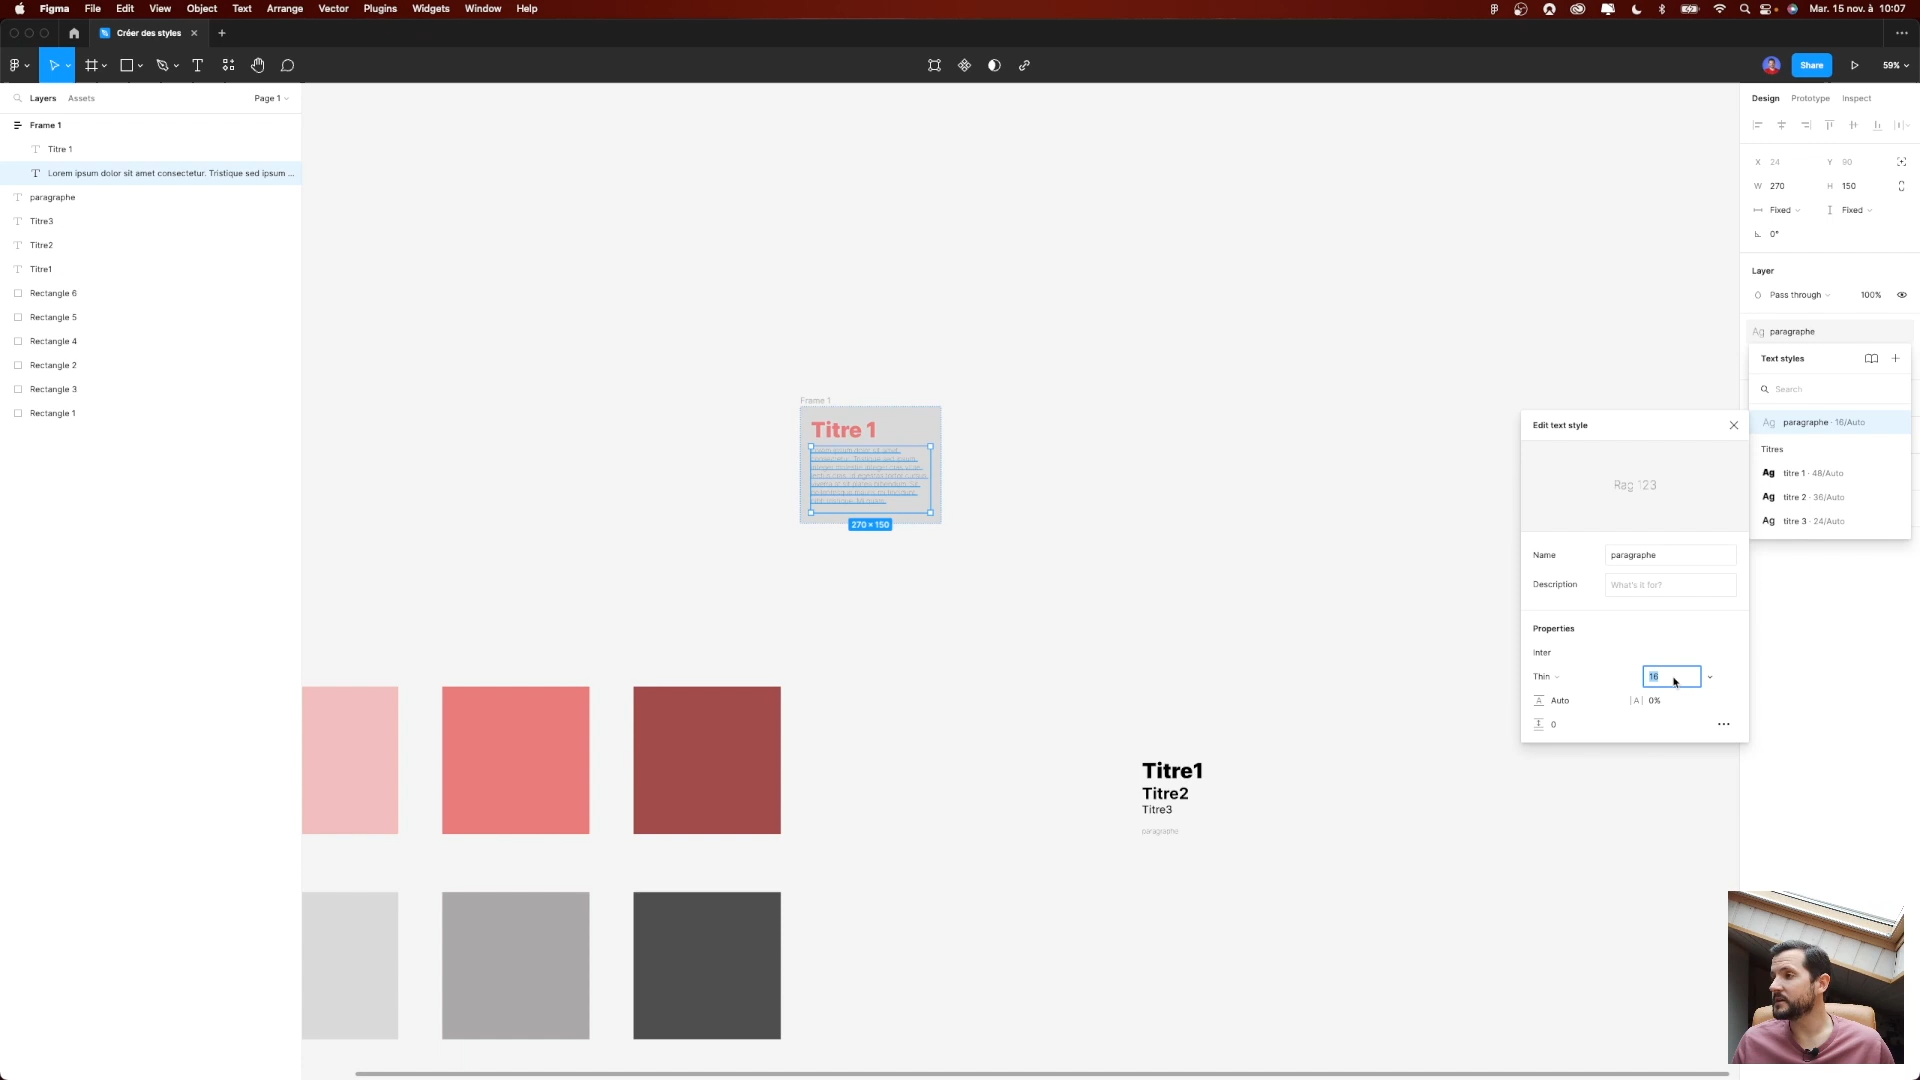 Figma File Edit View Object Text Arrange Vector Plugins Widgets Window Help
Mar. 15 nov. à 10:07
Créer des styles
Share
59%
Layers Assets Page 1
Frame 1
Titre 1
Lorem ipsum dolor sit amet consectetur. Tristique sed ipsum ...
paragraphe
Titre3
Titre2
Titre1
Rectangle 6
Rectangle 5
Rectangle 4
Rectangle 2
Rectangle 3
Rectangle 1
Frame 1
Titre 1
270 × 150
Titre1
Titre2
Titre3
paragraphe
Edit text style
Rag 123
Name paragraphe
Description What's it for?
Properties
Inter
Thin 16
Auto |A| 0%
0
Design Prototype Inspect
X 24 Y 90
W 270 H 150
Fixed Fixed
0°
Layer
Pass through 100%
Ag paragraphe
Text styles
Search
Ag paragraphe · 16/Auto
Titres
Ag titre 1 · 48/Auto
Ag titre 2 · 36/Auto
Ag titre 3 · 24/Auto